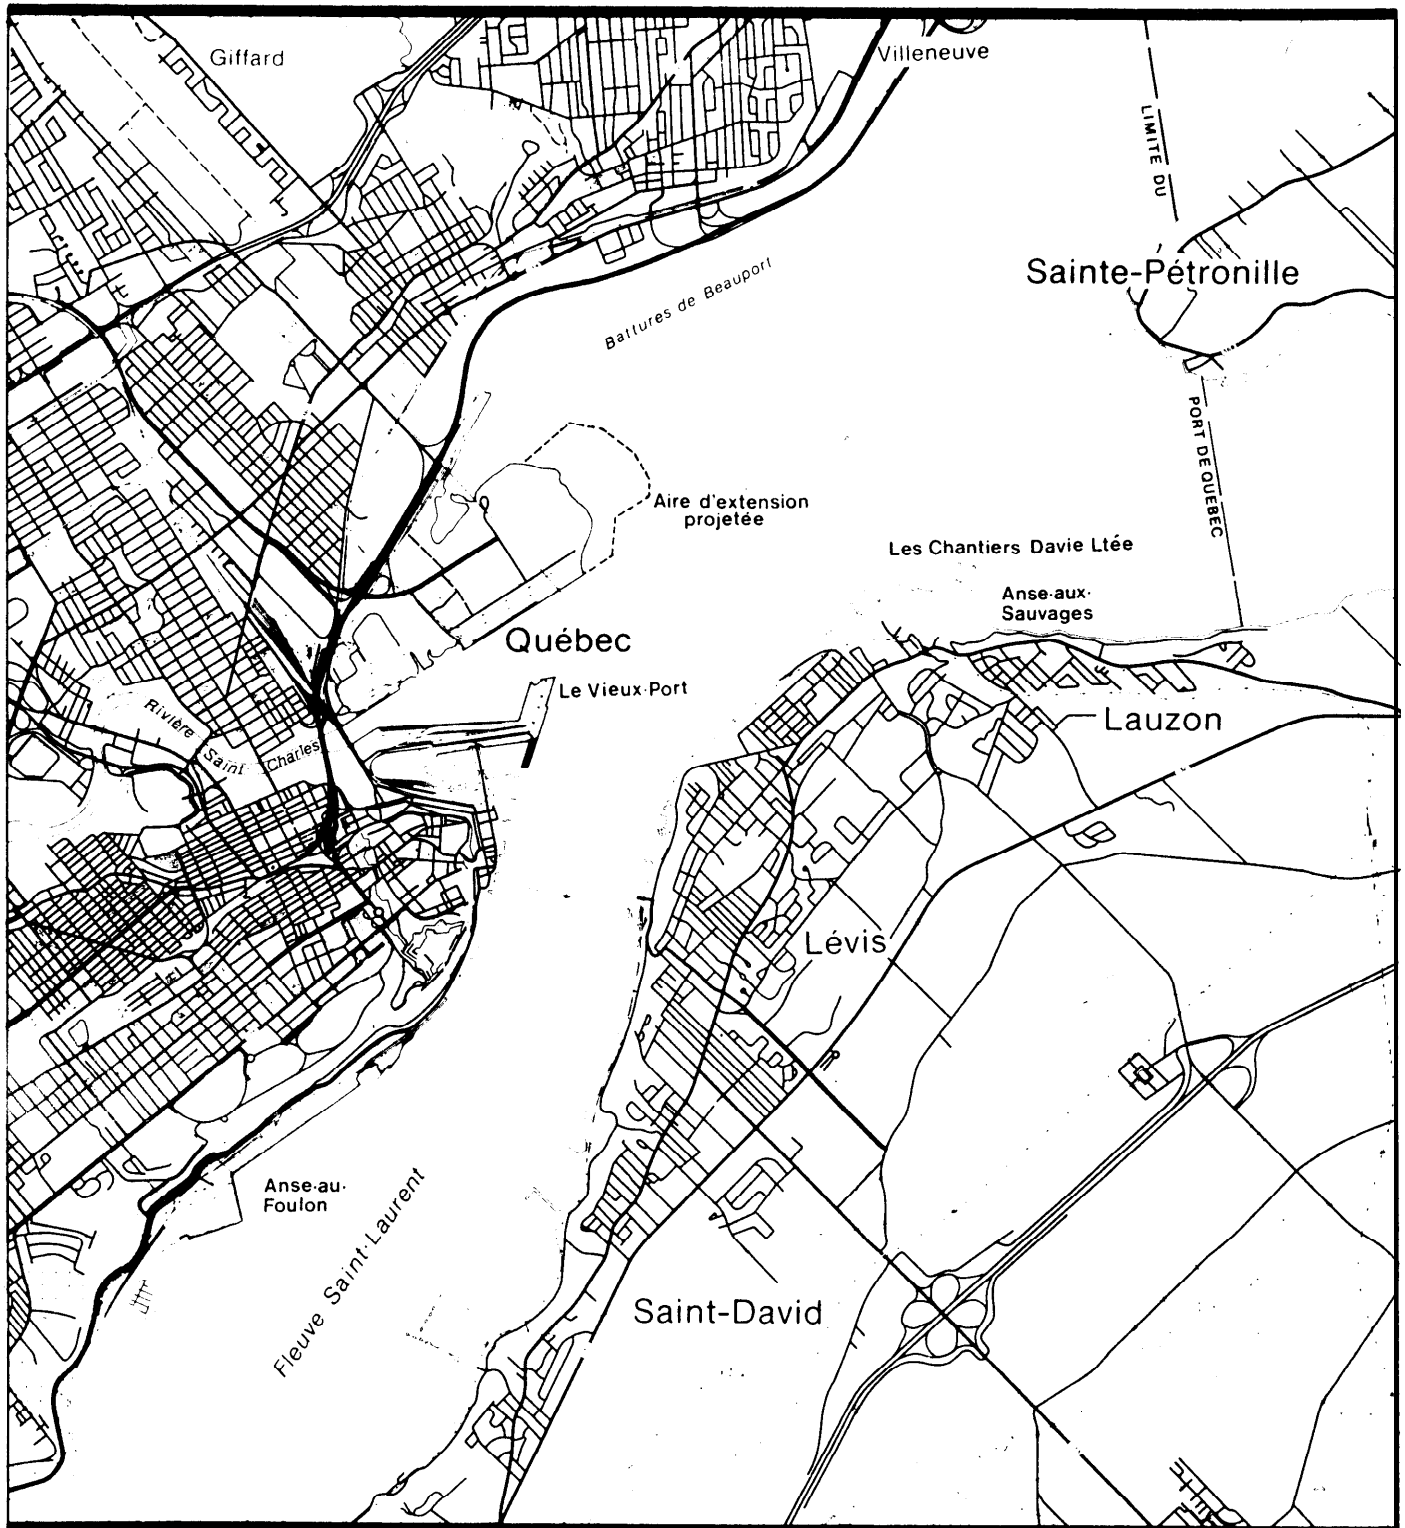 Giffard
Villeneuve
LIMITE DU
Sainte-Pétronille
Battures de Beauport
PORT DE QUEBEC
Aire d'extension
projetée
Les Chantiers Davie Ltée
Anse-aux-
Sauvages
Québec
Le Vieux-Port
Rivière
Saint
Charles
Lauzon
Lévis
Anse-au-
Foulon
Fleuve Saint-Laurent
Saint-David